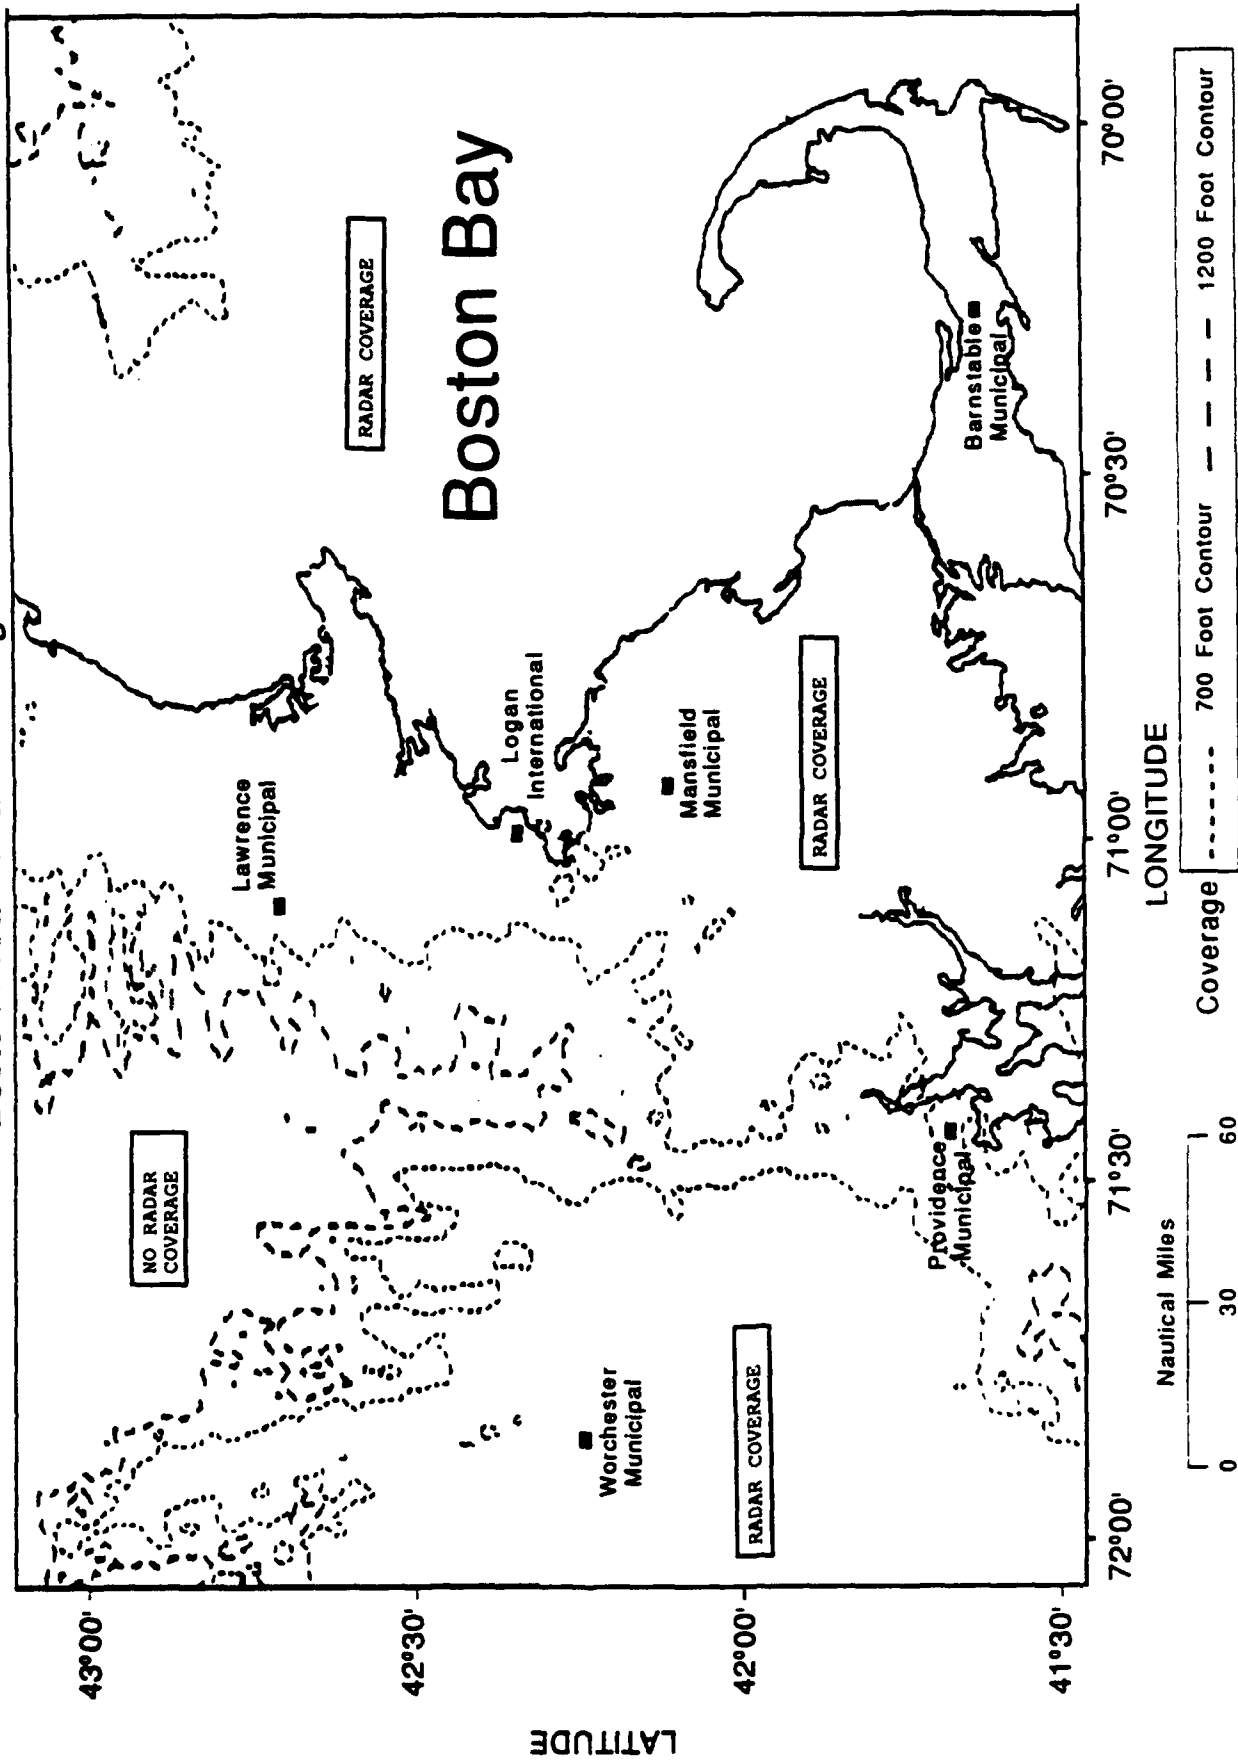 Boston Bay
RADAR COVERAGE
NO RADAR
COVERAGE
Lawrence
Municipal
Logan
International
Mansfield
Municipal
RADAR COVERAGE
Worchester
Municipal
RADAR COVERAGE
Providence
Municipal
Barnstable
Municipal
LATITUDE
43°00'
42°30'
42°00'
41°30'
72°00'
71°30'
71°00'
70°30'
70°00'
LONGITUDE
Nautical Miles
0 30 60
Coverage ------- 700 Foot Contour — — — — 1200 Foot Contour